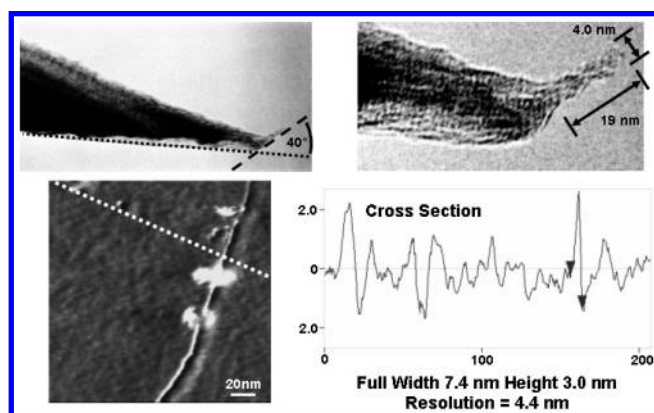 40°
4.0 nm
19 nm
20nm
Cross Section
2.0
0
2.0
0
100
200
Full Width 7.4 nm Height 3.0 nm
Resolution = 4.4 nm